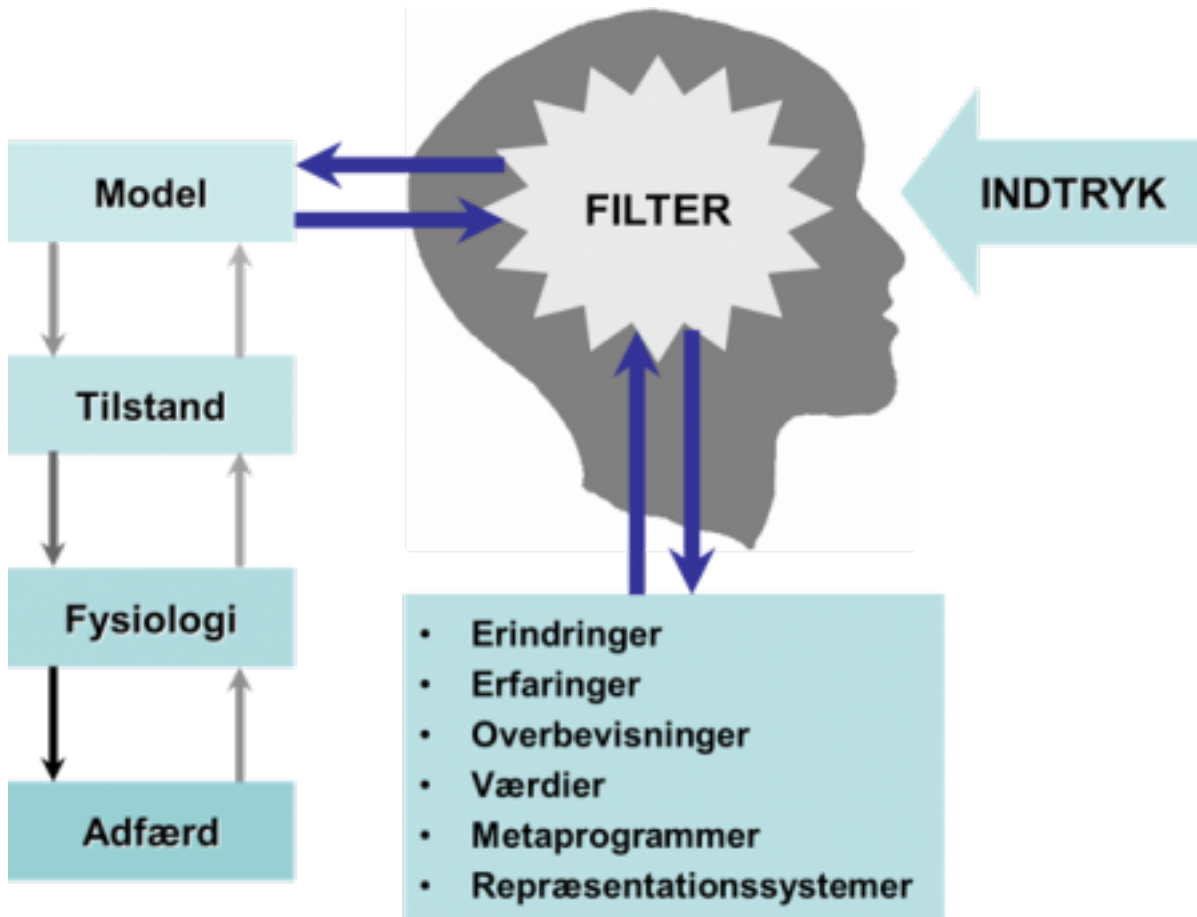 Model
FILTER
INDTRYK
Tilstand
Fysiologi
Adfærd
• Erindringer
• Erfaringer
• Overbevisninger
• Værdier
• Metaprogrammer
• Repræsentationssystemer